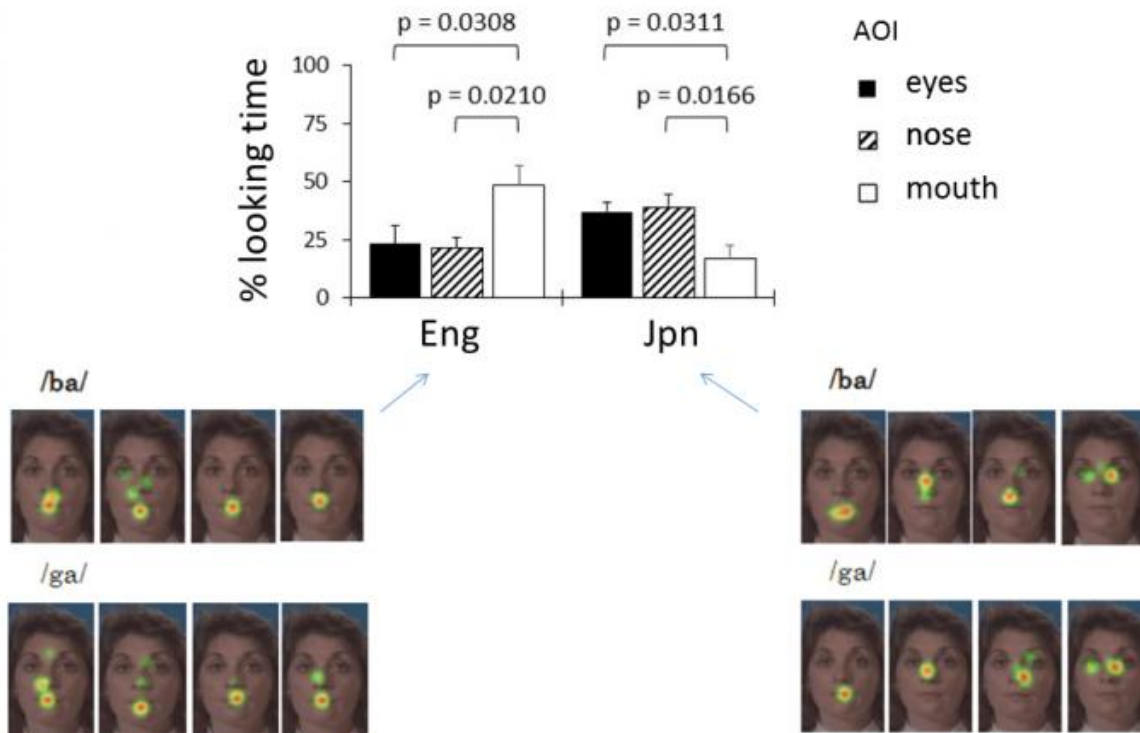 p = 0.0308
p = 0.0311
AOI
% looking time
100
75
50
25
0
p = 0.0210
p = 0.0166
eyes
nose
mouth
Eng
Jpn
/ba/
/ba/
/ga/
/ga/